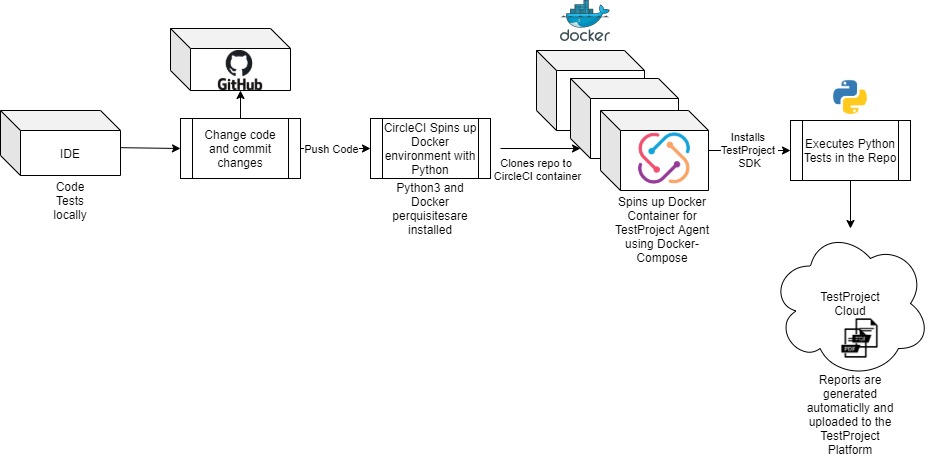 IDE
Code
Tests
locally
GitHub
Change code
and commit
changes
Push Code
CircleCI Spins up
Docker
environment with
Python
Python3 and
Docker
perquisitesare
installed
Clones repo to
CircleCI container
docker
Spins up Docker
Container for
TestProject Agent
using Docker-
Compose
Installs
TestProject
SDK
Executes Python
Tests in the Repo
TestProject
Cloud
PDF
PDF
Reports are
generated
automaticlly and
uploaded to the
TestProject
Platform